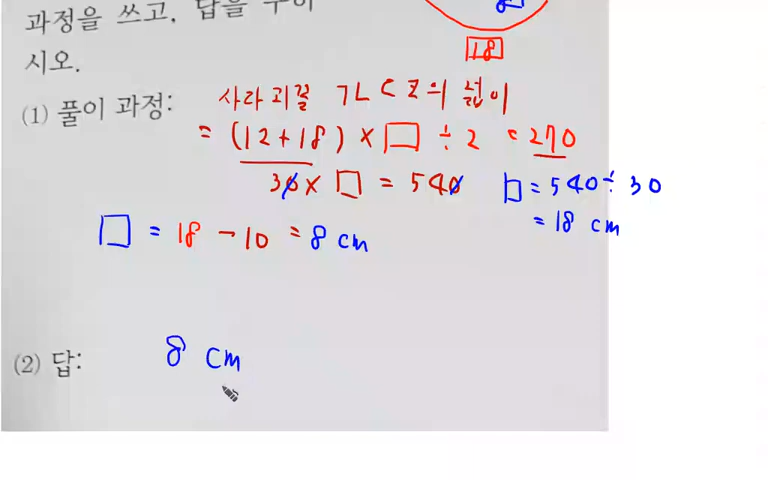 과정을 쓰고, 답을 구하
시오.
8
18
(1) 풀이 과정: 사다리꼴 ㄱㄴㄷㄹ의 넓이
= (12+18) × □ ÷ 2 = 270
30 × □ = 540 □ = 540 ÷ 30
= 18 cm
□ = 18 - 10 = 8 cm
(2) 답: 8 cm